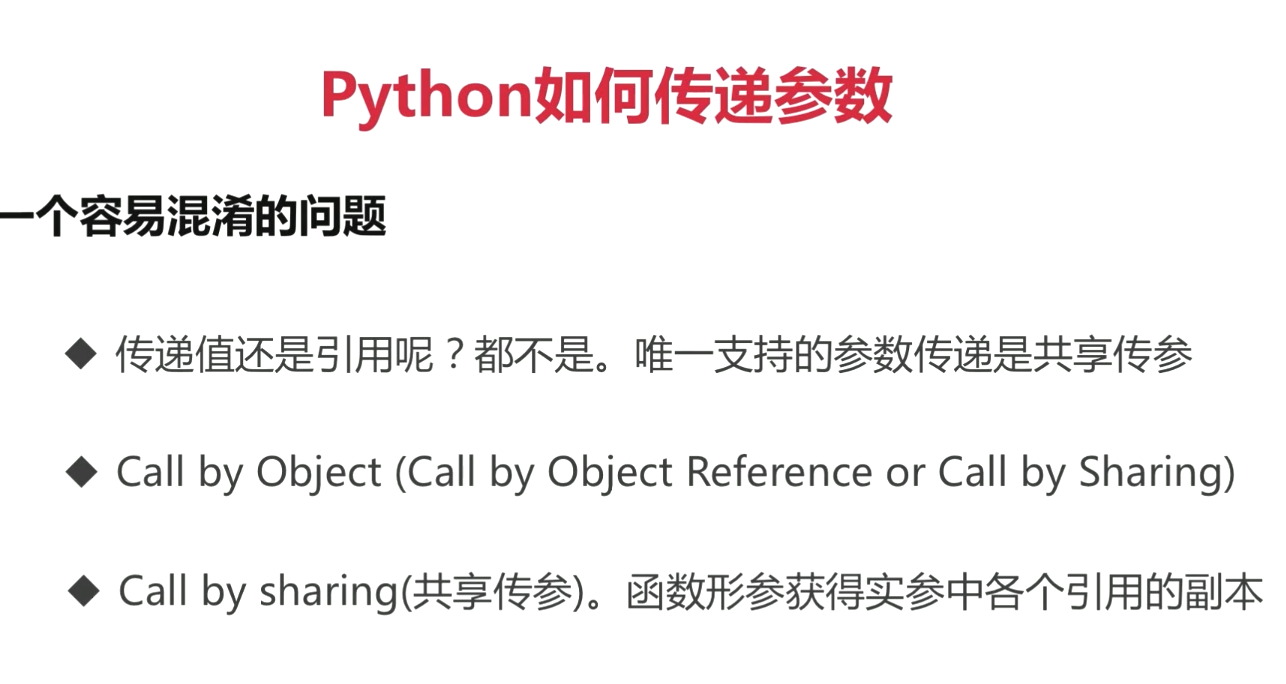 Python如何传递参数
一个容易混淆的问题
◆ 传递值还是引用呢？都不是。唯一支持的参数传递是共享传参
◆ Call by Object (Call by Object Reference or Call by Sharing)
◆ Call by sharing(共享传参)。函数形参获得实参中各个引用的副本